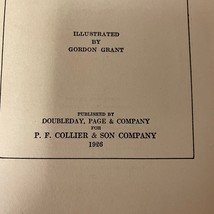 ILLUSTRATED
BY
GORDON GRANT
PUBLISHED BY
DOUBLEDAY, PAGE & COMPANY
FOR
P. F. COLLIER & SON COMPANY
1926